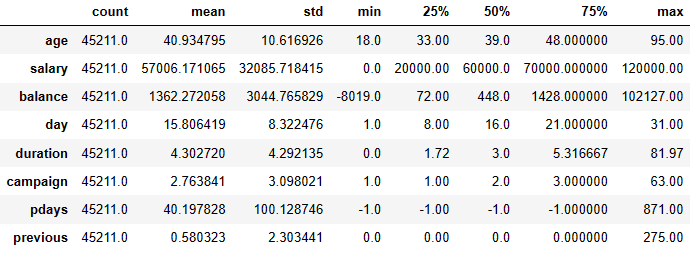 count mean std min 25% 50% 75% max
age 45211.0 40.934795 10.616926 18.0 33.00 39.0 48.000000 95.00
salary 45211.0 57006.171065 32085.718415 0.0 20000.00 60000.0 70000.000000 120000.00
balance 45211.0 1362.272058 3044.765829 -8019.0 72.00 448.0 1428.000000 102127.00
day 45211.0 15.806419 8.322476 1.0 8.00 16.0 21.000000 31.00
duration 45211.0 4.302720 4.292135 0.0 1.72 3.0 5.316667 81.97
campaign 45211.0 2.763841 3.098021 1.0 1.00 2.0 3.000000 63.00
pdays 45211.0 40.197828 100.128746 -1.0 -1.00 -1.0 -1.000000 871.00
previous 45211.0 0.580323 2.303441 0.0 0.00 0.0 0.000000 275.00